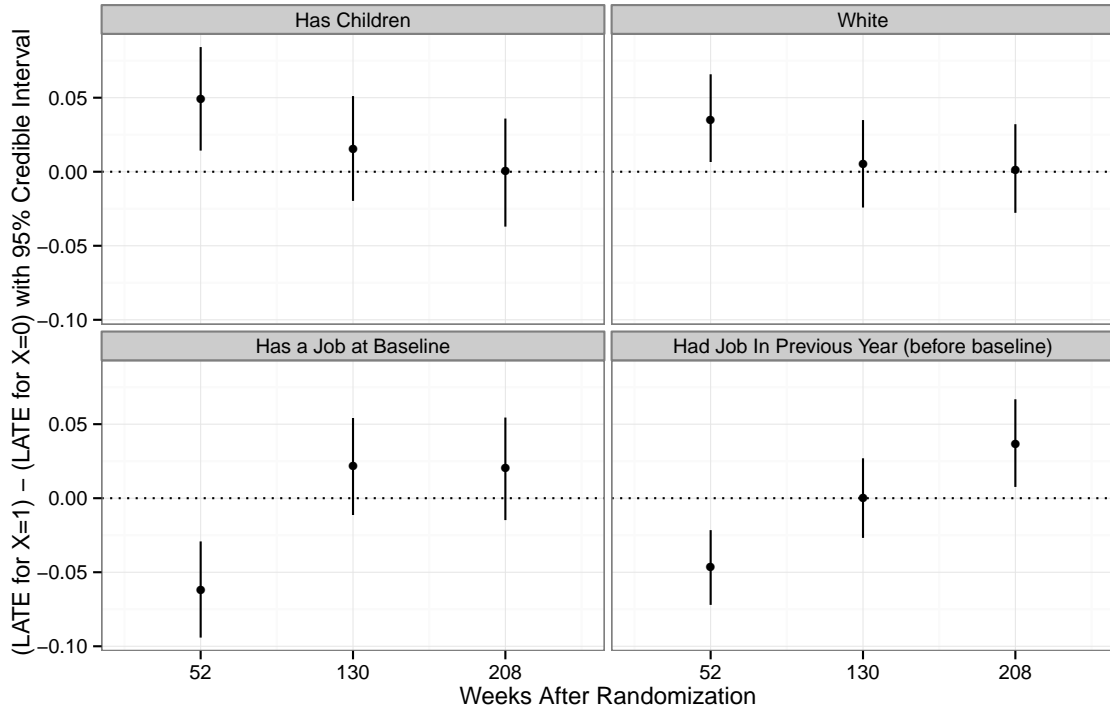 Has Children
White
(LATE for X=1) − (LATE for X=0) with 95% Credible Interval
0.05
0.00
−0.05
−0.10
Has a Job at Baseline
Had Job In Previous Year (before baseline)
0.05
0.00
−0.05
−0.10
52 130 208
52 130 208
Weeks After Randomization